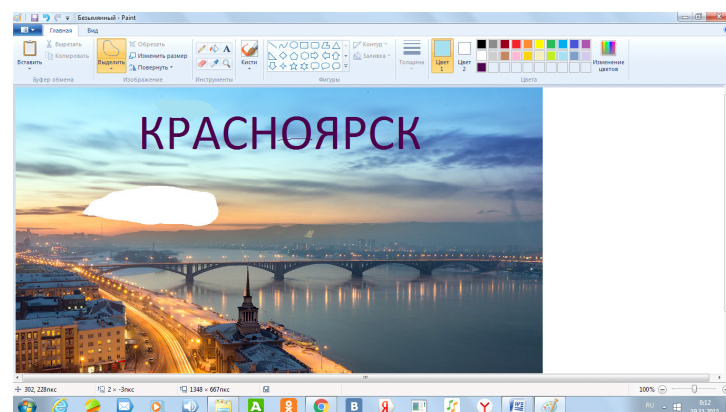 Безымянный - Paint
Главная Вид
Вставить
Вырезать
Копировать
Буфер обмена
Выделить
Обрезать
Изменить размер
Повернуть
Изображение
A
Инструменты
Кисти
Контур
Заливка
Фигуры
Толщина
Цвет 1
Цвет 2
Изменение цветов
Цвета
КРАСНОЯРСК
302, 228пкс
2 × -3пкс
1348 × 667пкс
100%
A
B
Я
Y
RU
0:12